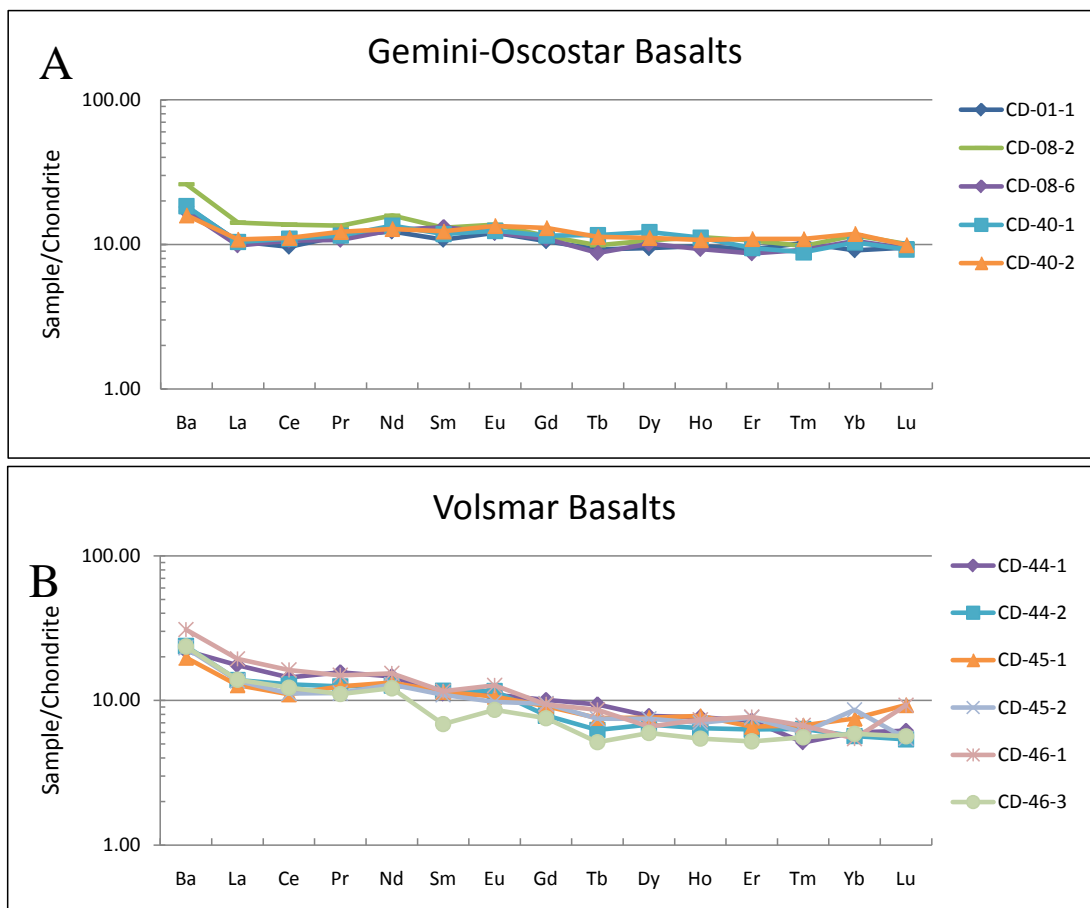 A
Gemini-Oscostar Basalts
Sample/Chondrite
100.00
10.00
1.00
Ba La Ce Pr Nd Sm Eu Gd Tb Dy Ho Er Tm Yb Lu
CD-01-1
CD-08-2
CD-08-6
CD-40-1
CD-40-2
B
Volsmar Basalts
Sample/Chondrite
100.00
10.00
1.00
Ba La Ce Pr Nd Sm Eu Gd Tb Dy Ho Er Tm Yb Lu
CD-44-1
CD-44-2
CD-45-1
CD-45-2
CD-46-1
CD-46-3